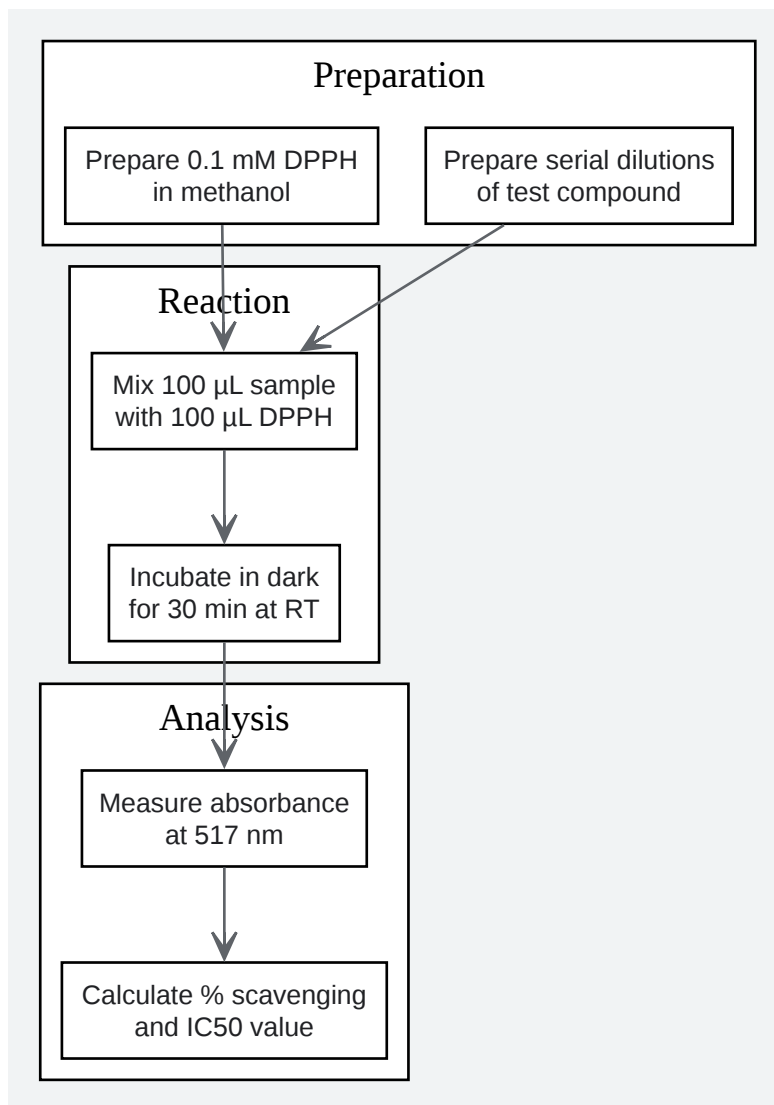 Preparation
Prepare 0.1 mM DPPH
in methanol
Prepare serial dilutions
of test compound
Reaction
Mix 100 µL sample
with 100 µL DPPH
Incubate in dark
for 30 min at RT
Analysis
Measure absorbance
at 517 nm
Calculate % scavenging
and IC50 value